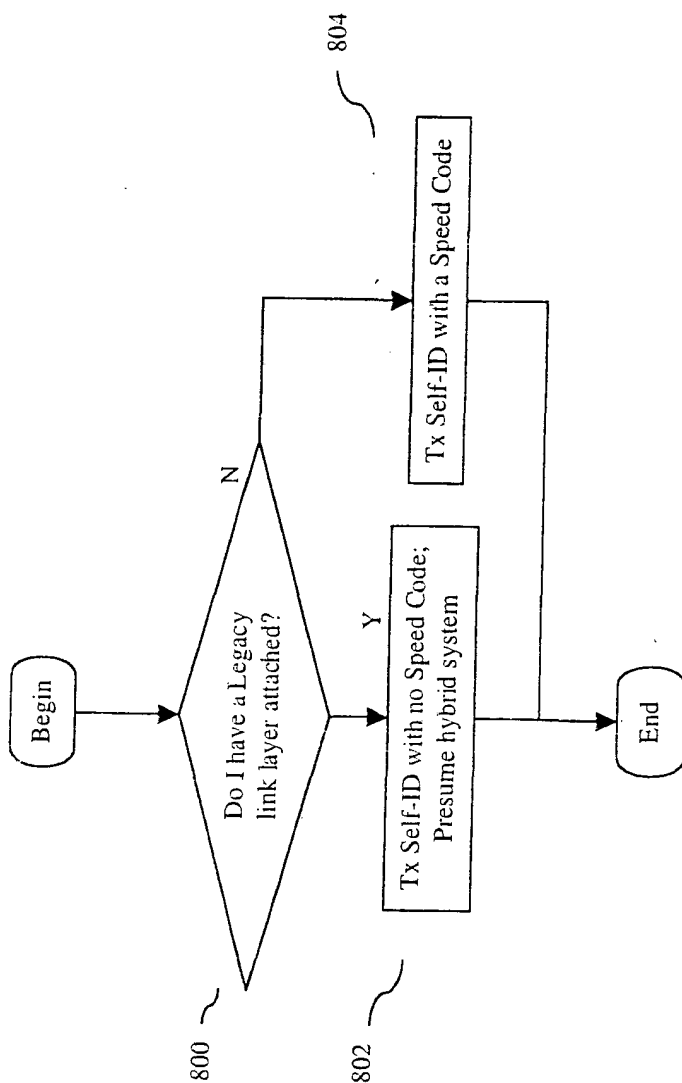 Begin
800
Do I have a Legacy
link layer attached?
N
804
802
Y
Tx Self-ID with no Speed Code;
Presume hybrid system
Tx Self-ID with a Speed Code
End